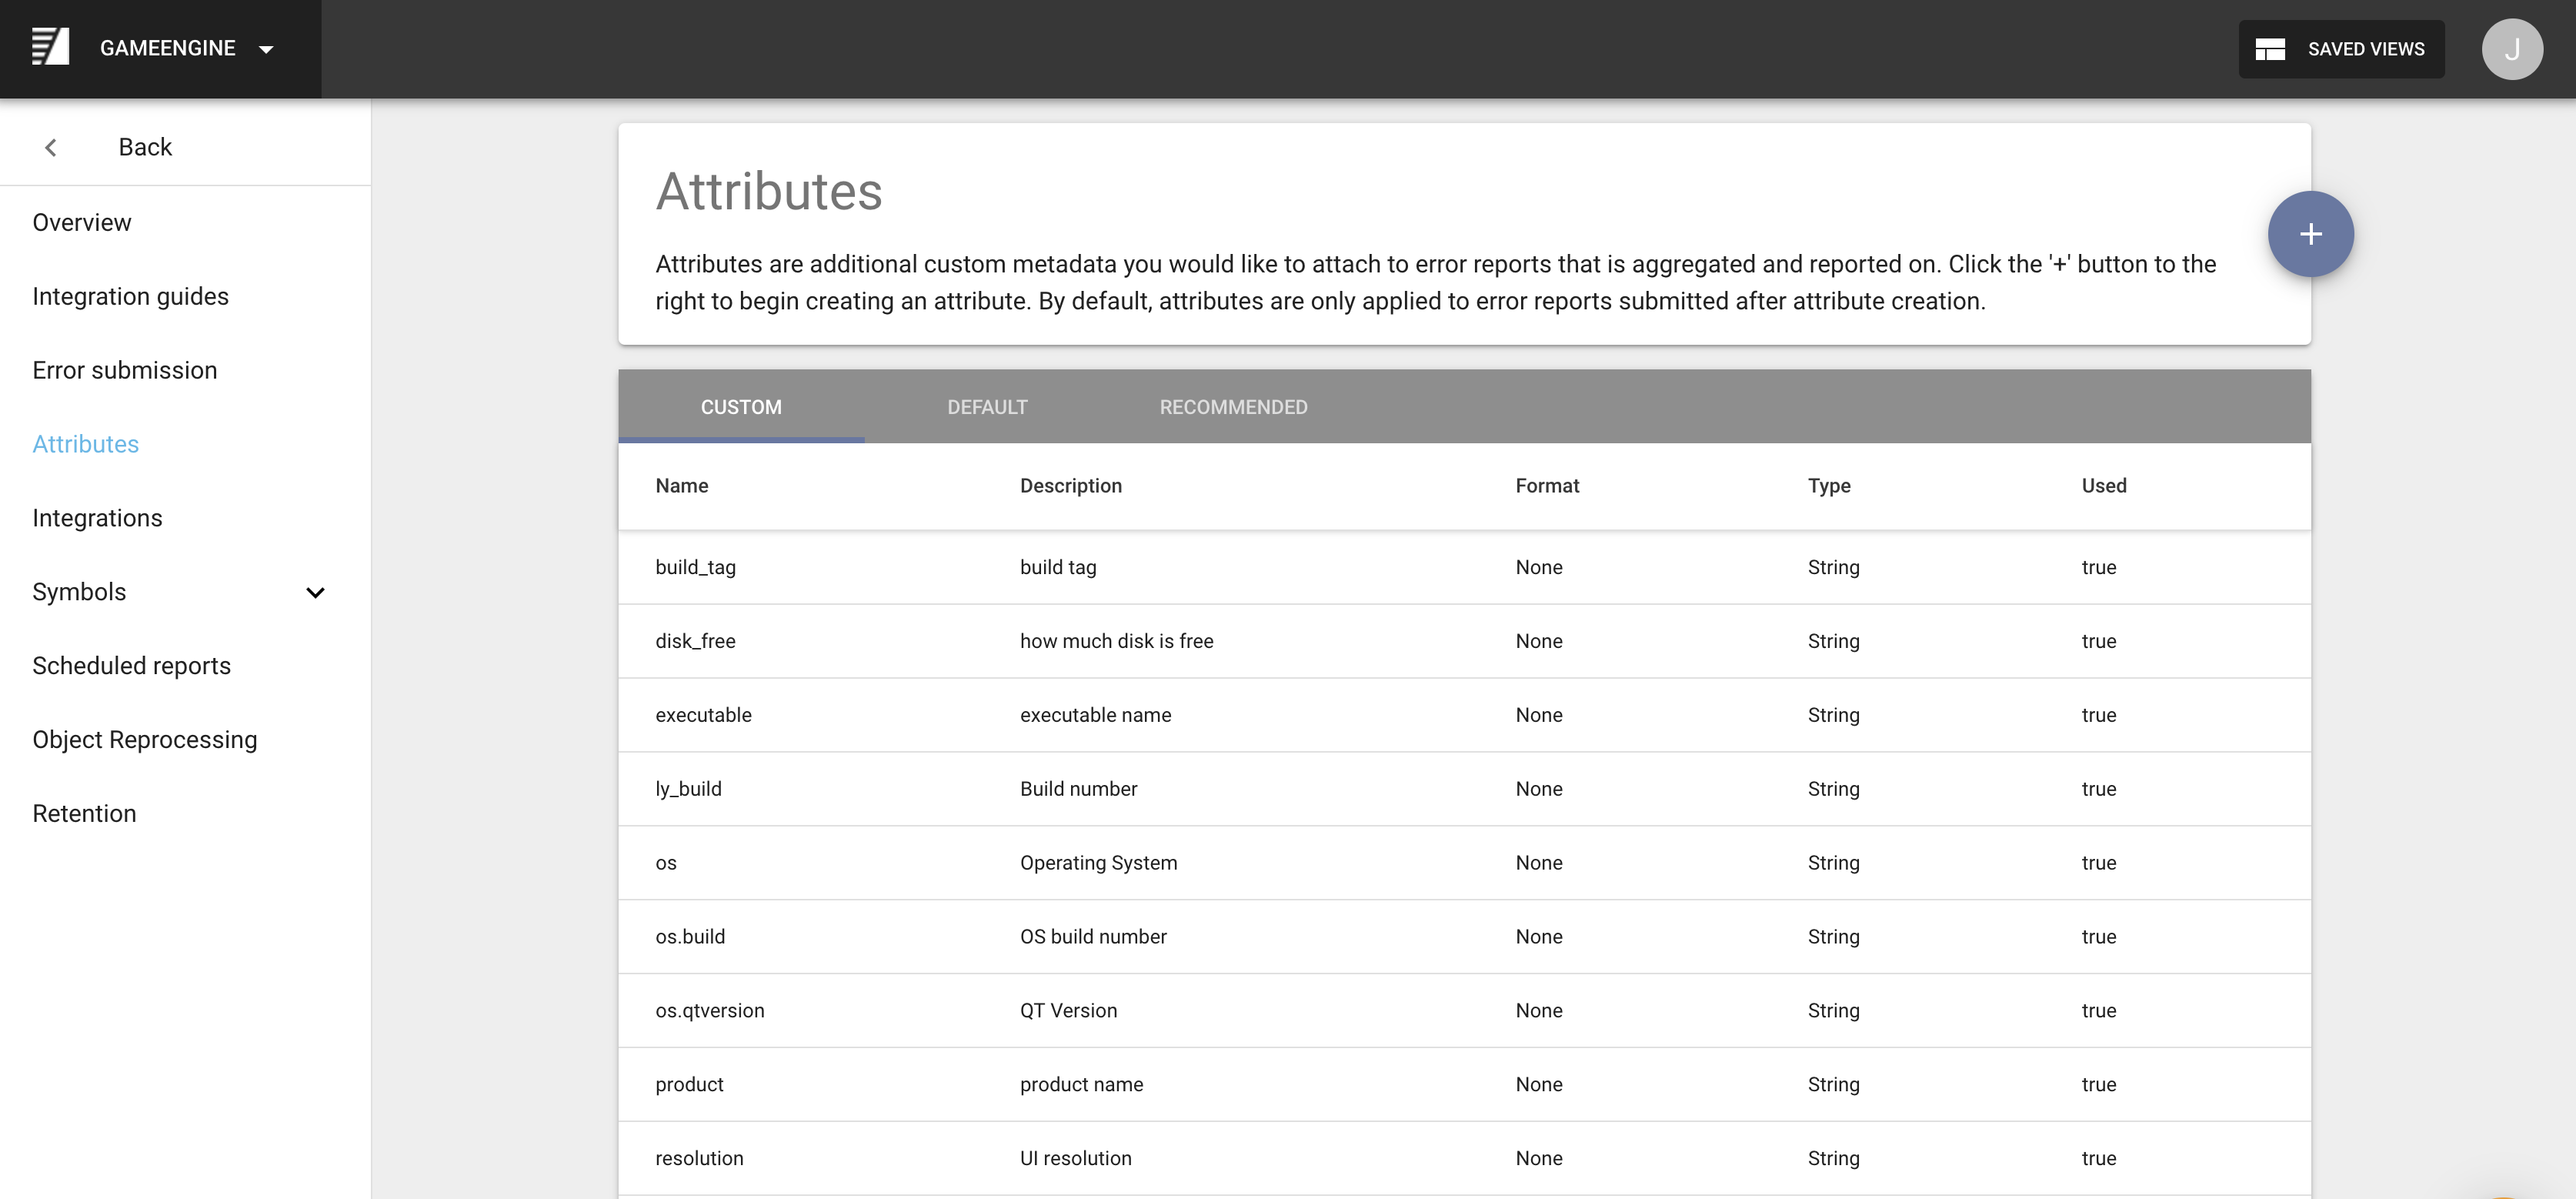 GAMEENGINE
SAVED VIEWS
J
Back
Overview
Integration guides
Error submission
Attributes
Integrations
Symbols
Scheduled reports
Object Reprocessing
Retention
Attributes
Attributes are additional custom metadata you would like to attach to error reports that is aggregated and reported on. Click the '+' button to the
right to begin creating an attribute. By default, attributes are only applied to error reports submitted after attribute creation.
+
CUSTOM DEFAULT RECOMMENDED
Name Description Format Type Used
build_tag build tag None String true
disk_free how much disk is free None String true
executable executable name None String true
ly_build Build number None String true
os Operating System None String true
os.build OS build number None String true
os.qtversion QT Version None String true
product product name None String true
resolution UI resolution None String true